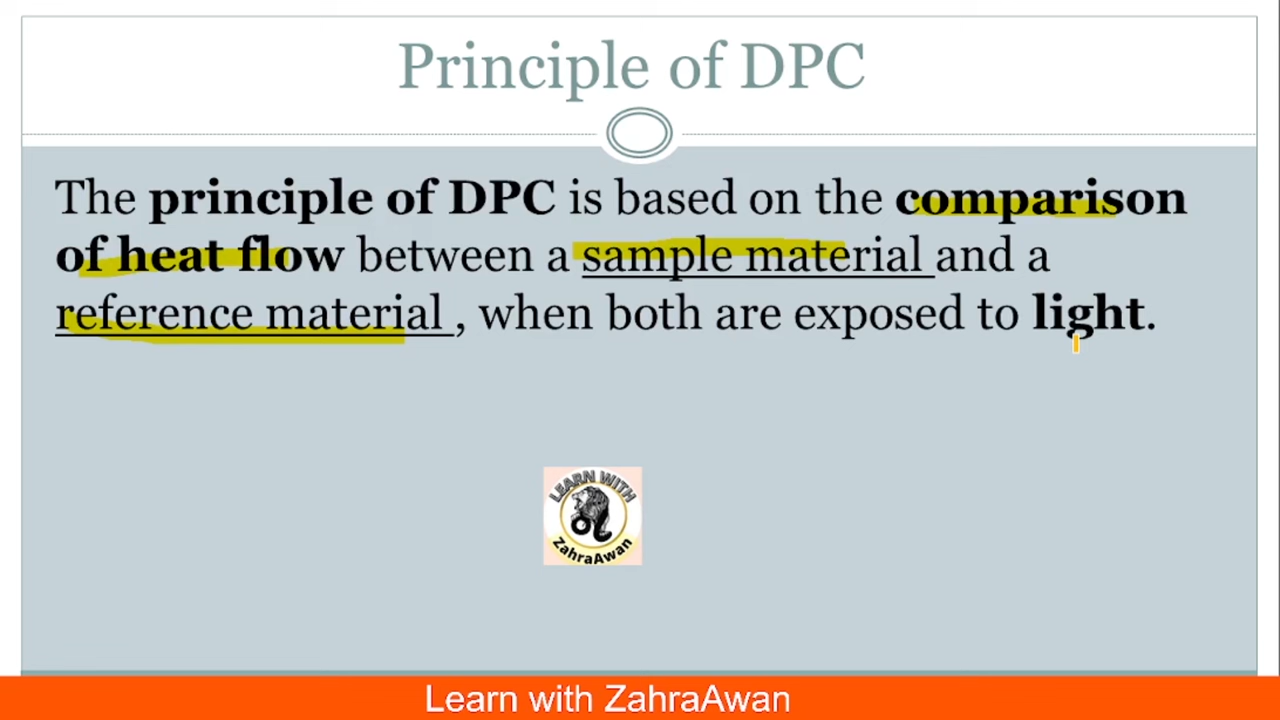 Principle of DPC
The principle of DPC is based on the comparison
of heat flow between a sample material and a
reference material , when both are exposed to light.
LEARN WITH
ZahraAwan
Learn with ZahraAwan